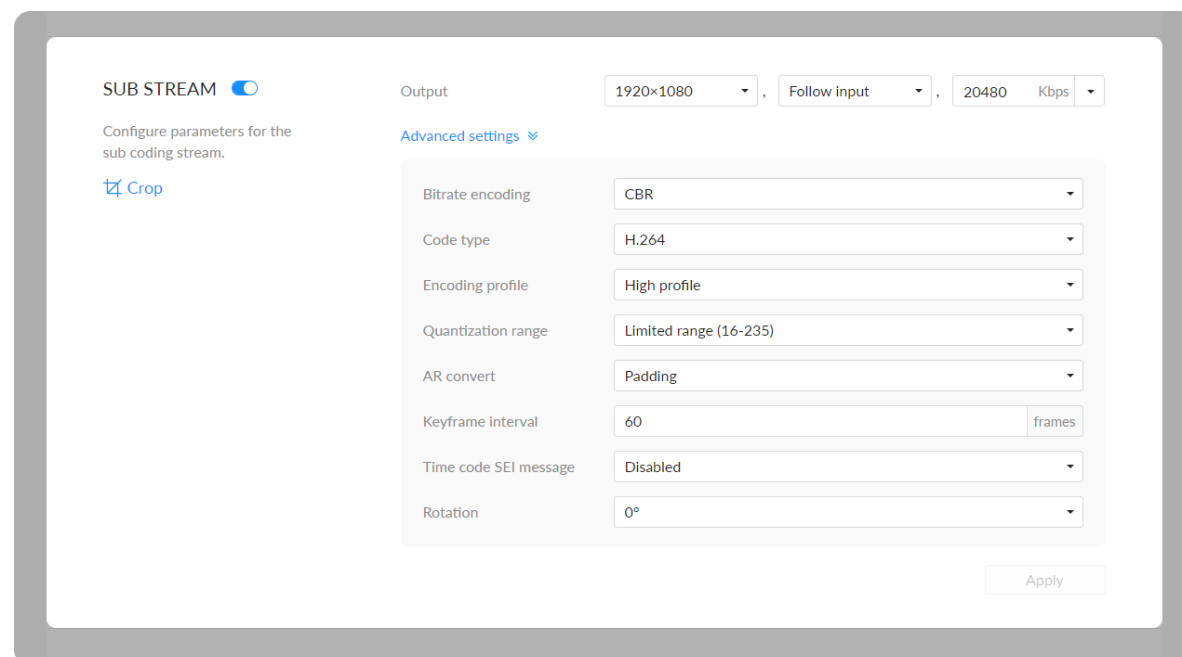 SUB STREAM
Configure parameters for the
sub coding stream.
Crop
Output 1920×1080 , Follow input , 20480 Kbps
Advanced settings
Bitrate encoding CBR
Code type H.264
Encoding profile High profile
Quantization range Limited range (16-235)
AR convert Padding
Keyframe interval 60 frames
Time code SEI message Disabled
Rotation 0°
Apply